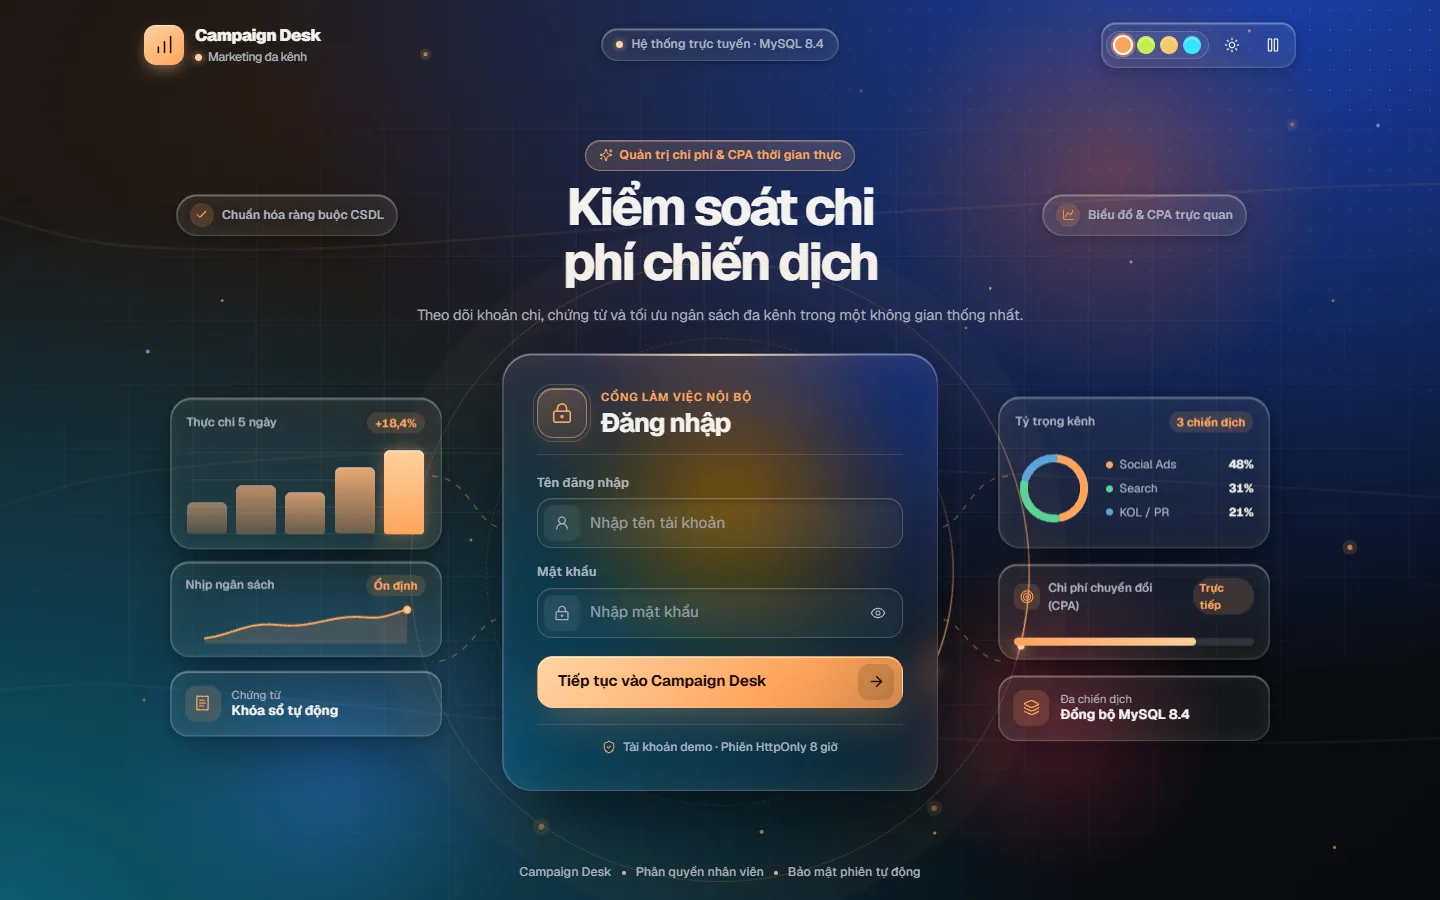 Campaign Desk
Marketing đa kênh
Hệ thống trực tuyến · MySQL 8.4
Quản trị chi phí & CPA thời gian thực
Chuẩn hóa ràng buộc CSDL
Kiểm soát chi
phí chiến dịch
Biểu đồ & CPA trực quan
Theo dõi khoản chi, chứng từ và tối ưu ngân sách đa kênh trong một không gian thống nhất.
Thực chi 5 ngày
+18,4%
Nhịp ngân sách
Ổn định
Chứng từ
Khóa sổ tự động
CỔNG LÀM VIỆC NỘI BỘ
Đăng nhập
Tên đăng nhập
Nhập tên tài khoản
Mật khẩu
Nhập mật khẩu
Tiếp tục vào Campaign Desk
Tài khoản demo · Phiên HttpOnly 8 giờ
Tỷ trọng kênh
3 chiến dịch
Social Ads 48%
Search 31%
KOL / PR 21%
Chi phí chuyển đổi
(CPA)
Trực
tiếp
Đa chiến dịch
Đồng bộ MySQL 8.4
Campaign Desk • Phân quyền nhân viên • Bảo mật phiên tự động